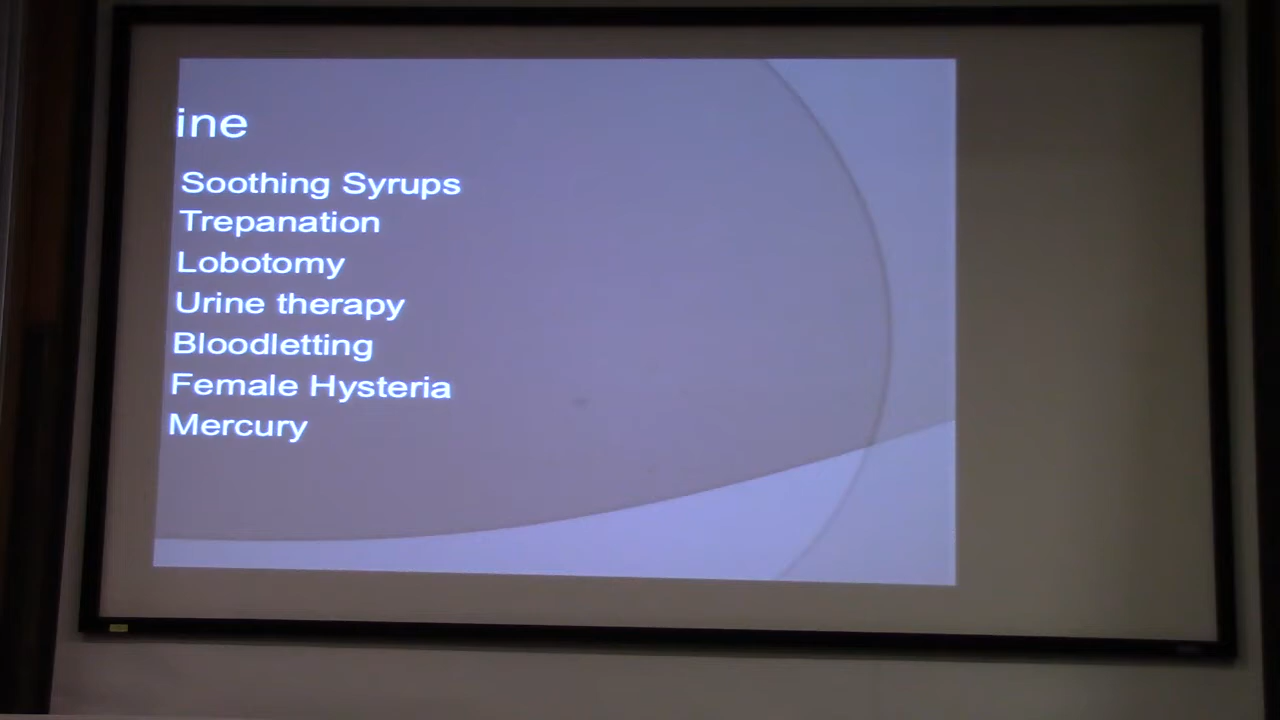 ine
Soothing Syrups
Trepanation
Lobotomy
Urine therapy
Bloodletting
Female Hysteria
Mercury